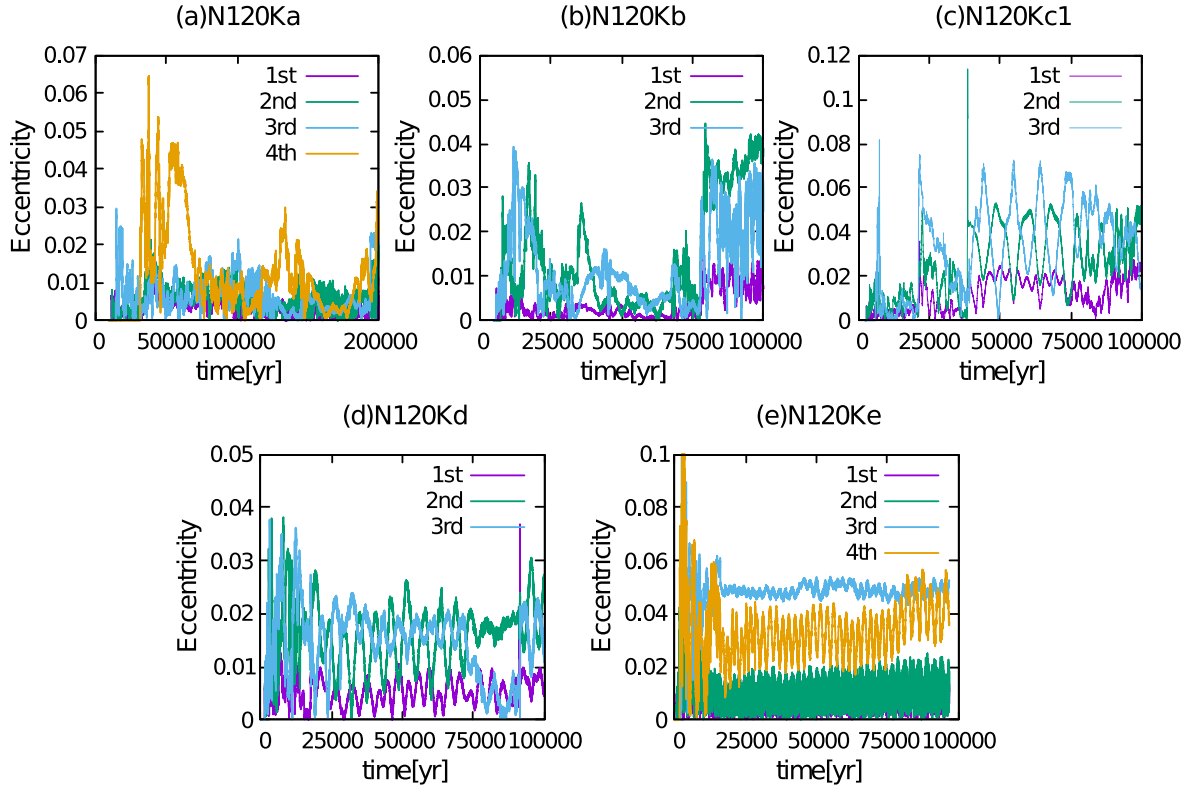 (a)N120Ka
0.07
0.06
0.05
0.04
0.03
0.02
0.01
0
Eccentricity
1st
2nd
3rd
4th
0
50000
100000
200000
time[yr]
(b)N120Kb
0.06
0.05
0.04
0.03
0.02
0.01
0
Eccentricity
1st
2nd
3rd
0
25000
50000
75000
100000
time[yr]
(c)N120Kc1
0.12
0.10
0.08
0.06
0.04
0.02
0
Eccentricity
1st
2nd
3rd
0
25000
50000
75000
100000
time[yr]
(d)N120Kd
0.05
0.04
0.03
0.02
0.01
0
Eccentricity
1st
2nd
3rd
0
25000
50000
75000
100000
time[yr]
(e)N120Ke
0.1
0.08
0.06
0.04
0.02
0
Eccentricity
1st
2nd
3rd
4th
0
25000
50000
75000
100000
time[yr]